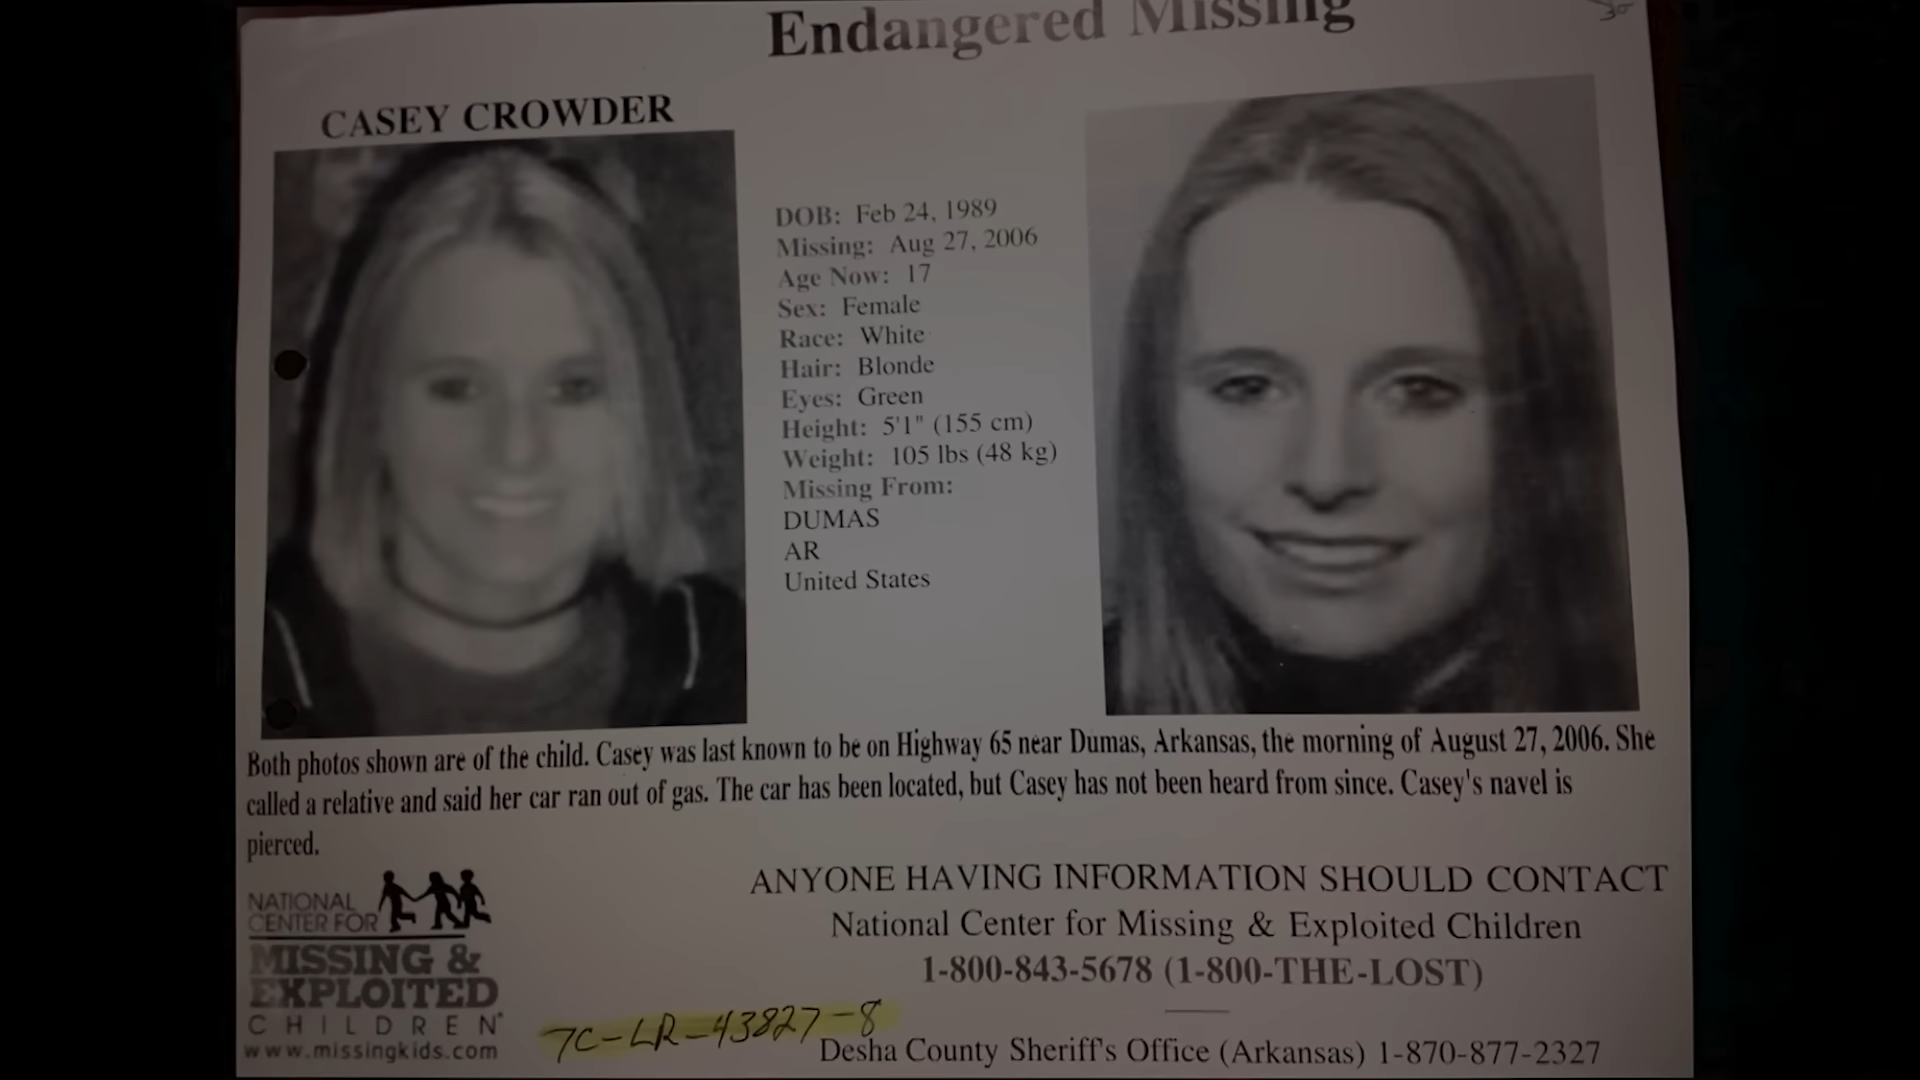 Endangered Missing
CASEY CROWDER
DOB: Feb 24, 1989
Missing: Aug 27, 2006
Age Now: 17
Sex: Female
Race: White
Hair: Blonde
Eyes: Green
Height: 5'1" (155 cm)
Weight: 105 lbs (48 kg)
Missing From:
DUMAS
AR
United States
Both photos shown are of the child. Casey was last known to be on Highway 65 near Dumas, Arkansas, the morning of August 27, 2006. She
called a relative and said her car ran out of gas. The car has been located, but Casey has not been heard from since. Casey's navel is
pierced.
NATIONAL
CENTER FOR
MISSING &
EXPLOITED
CHILDREN
www.missingkids.com
ANYONE HAVING INFORMATION SHOULD CONTACT
National Center for Missing & Exploited Children
1-800-843-5678 (1-800-THE-LOST)
7C-LR-43827-8
Desha County Sheriff's Office (Arkansas) 1-870-877-2327